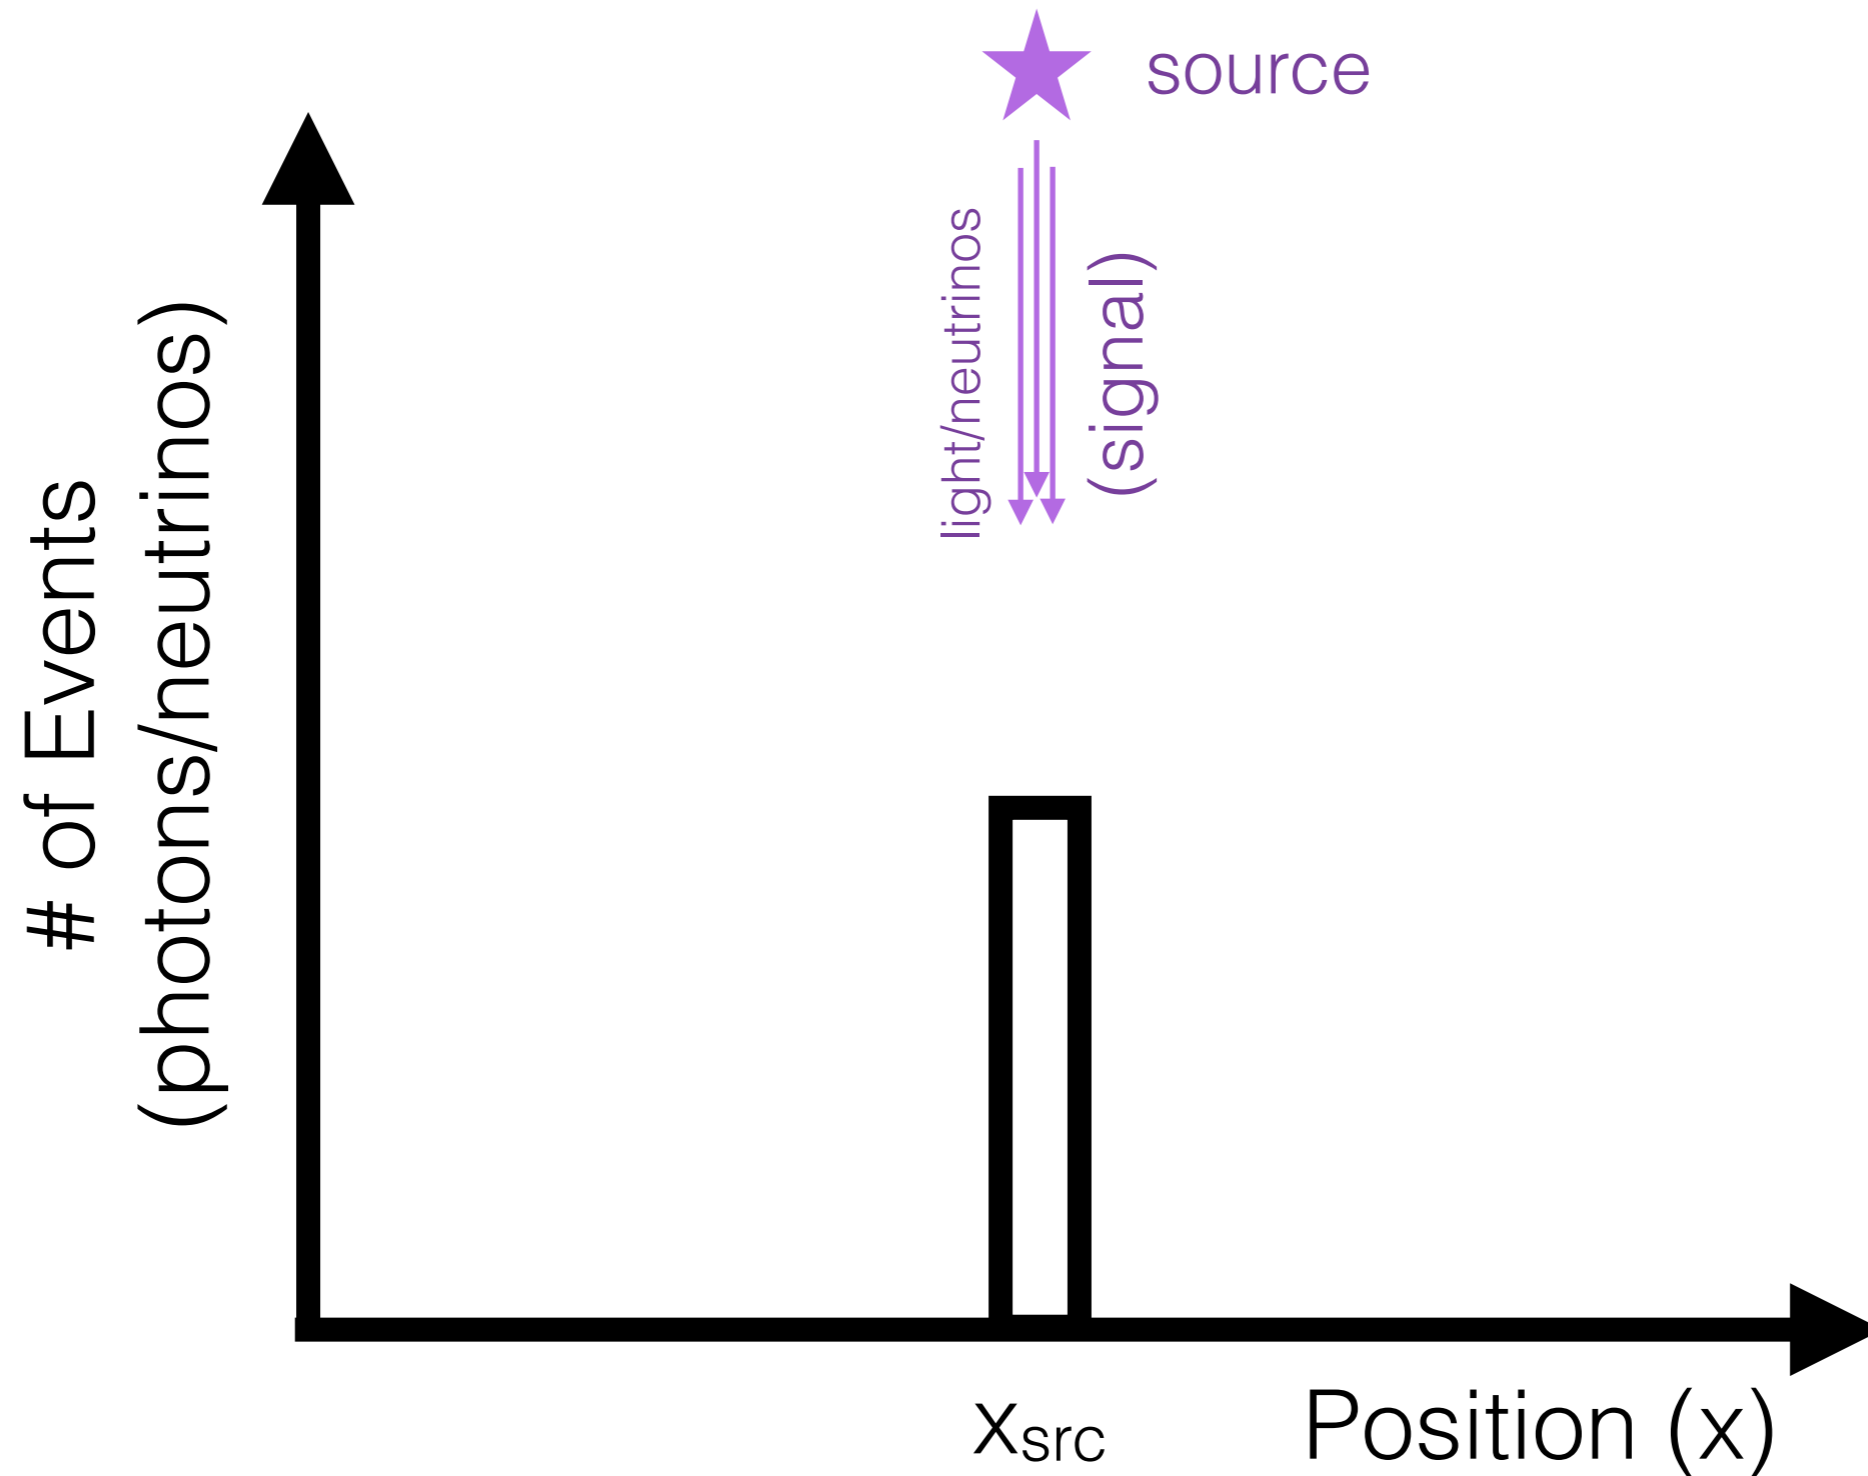 source
light/neutrinos
(signal)
# of Events
(photons/neutrinos)
xsrc
Position (x)